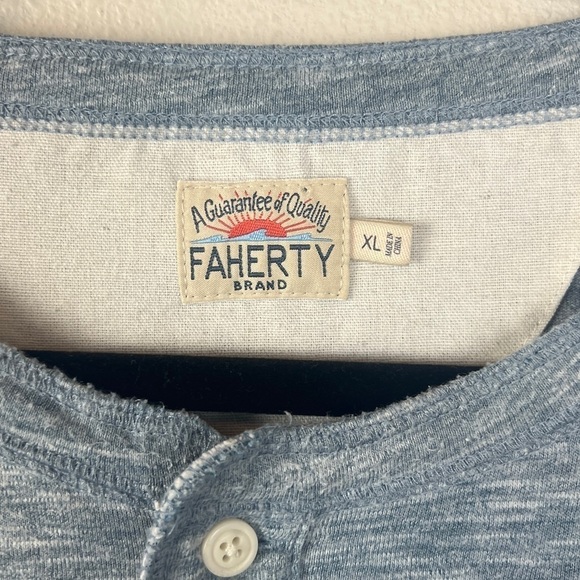 A Guarantee of Quality
FAHERTY
BRAND
XL
MADE IN
CHINA